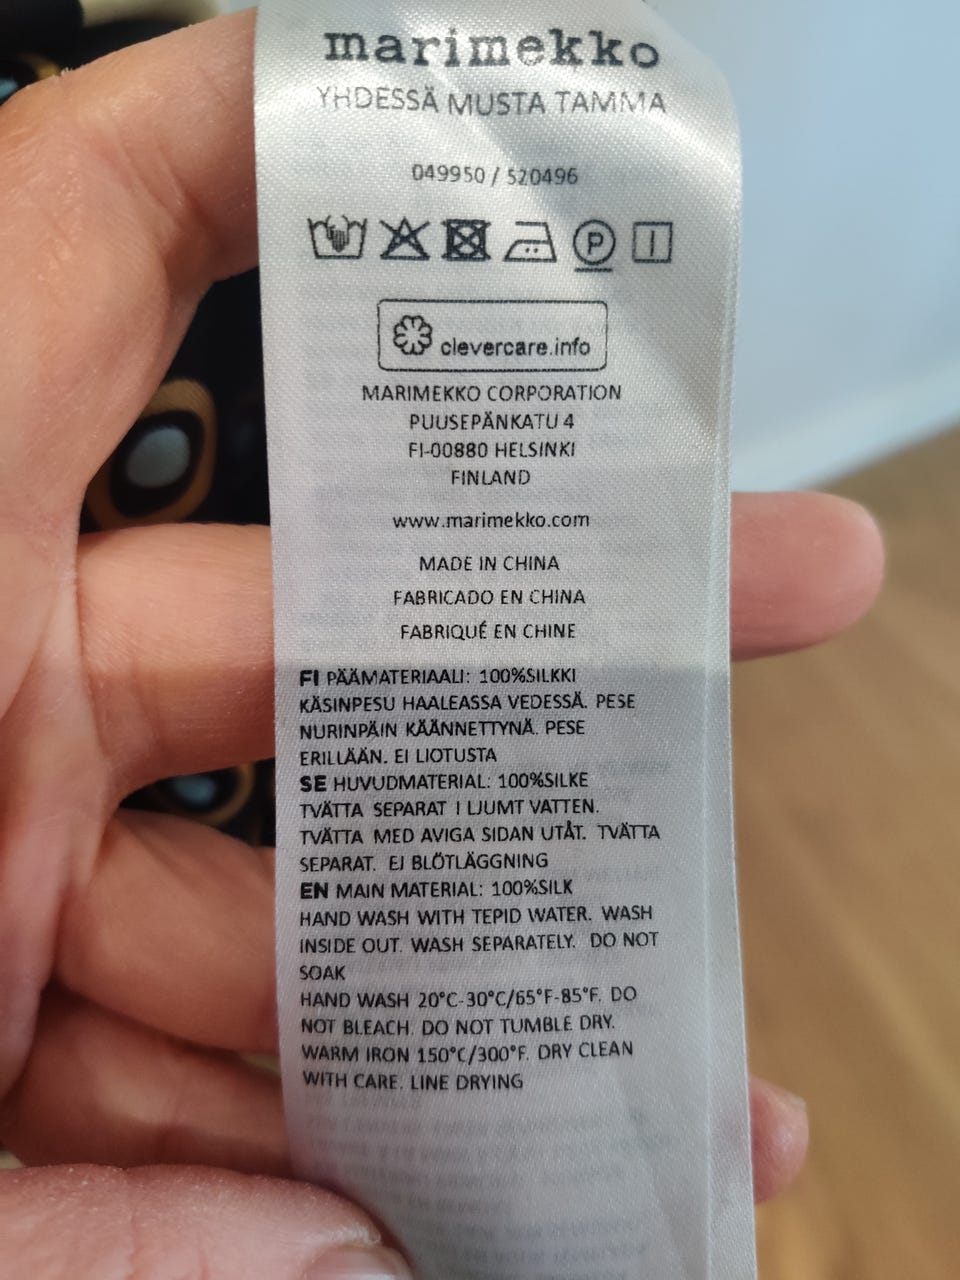 marimekko
YHDESSÄ MUSTA TAMMA
049950 / 520496
P
clevercare.info
MARIMEKKO CORPORATION
PUUSEPÄNKATU 4
FI-00880 HELSINKI
FINLAND
www.marimekko.com
MADE IN CHINA
FABRICADO EN CHINA
FABRIQUÉ EN CHINE
FI PÄÄMATERIAALI: 100%SILKKI
KÄSINPESU HAALEASSA VEDESSÄ. PESE
NURINPÄIN KÄÄNNETTYNÄ. PESE
ERILLÄÄN. EI LIOTUSTA
SE HUVUDMATERIAL: 100%SILKE
TVÄTTA SEPARAT I LJUMT VATTEN.
TVÄTTA MED AVIGA SIDAN UTÅT. TVÄTTA
SEPARAT. EJ BLÖTLÄGGNING
EN MAIN MATERIAL: 100%SILK
HAND WASH WITH TEPID WATER. WASH
INSIDE OUT. WASH SEPARATELY. DO NOT
SOAK
HAND WASH 20°C-30°C/65°F-85°F. DO
NOT BLEACH. DO NOT TUMBLE DRY.
WARM IRON 150°C/300°F. DRY CLEAN
WITH CARE. LINE DRYING